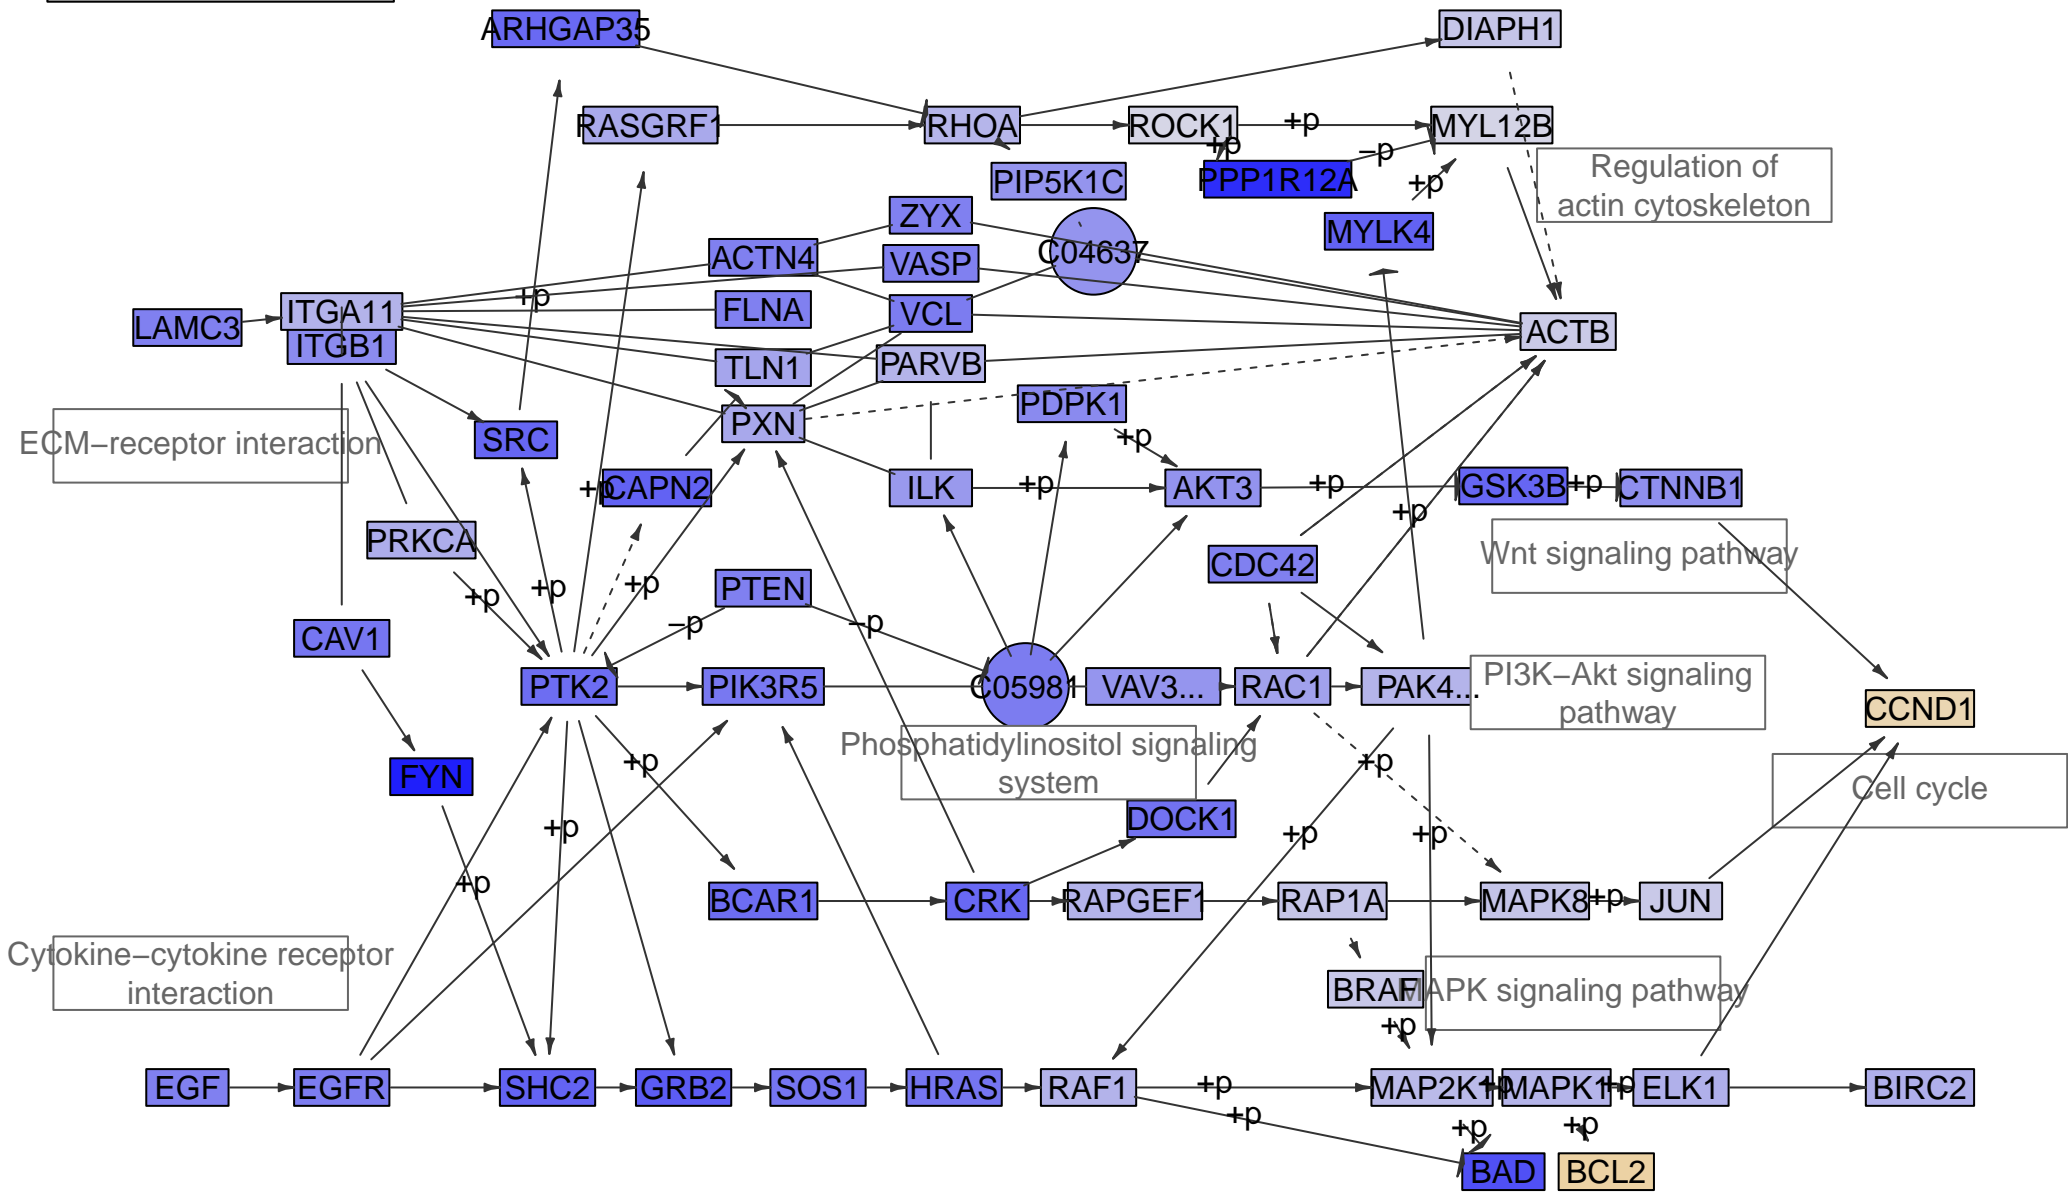 ARHGAP35
DIAPH1
RASGRF1
RHOA
ROCK1
+p
MYL12B
+p
−p
Regulation of
actin cytoskeleton
PIP5K1C
PPP1R12A
+p
ZYX
MYLK4
ACTN4
VASP
C04637
+p
LAMC3
ITGA11
FLNA
VCL
ITGB1
ACTB
TLN1
PARVB
PDPK1
PXN
ECM−receptor interaction
SRC
+p
+p
CAPN2
ILK
+p
AKT3
+p
GSK3B
+p
CTNNB1
+p
PRKCA
Wnt signaling pathway
CDC42
+p
+p
+p
PTEN
−p
−p
CAV1
PTK2
PIK3R5
C05981
VAV3...
RAC1
PAK4...
PI3K−Akt signaling
pathway
CCND1
Phosphatidylinositol signaling
system
FYN
+p
+p
Cell cycle
DOCK1
+p
+p
+p
+p
BCAR1
CRK
RAPGEF1
RAP1A
MAPK8
+p
JUN
Cytokine−cytokine receptor
interaction
BRAF
MAPK signaling pathway
+p
EGF
EGFR
SHC2
GRB2
SOS1
HRAS
RAF1
+p
MAP2K1
+p
MAPK1
+p
ELK1
BIRC2
+p
+p
+p
BAD
BCL2